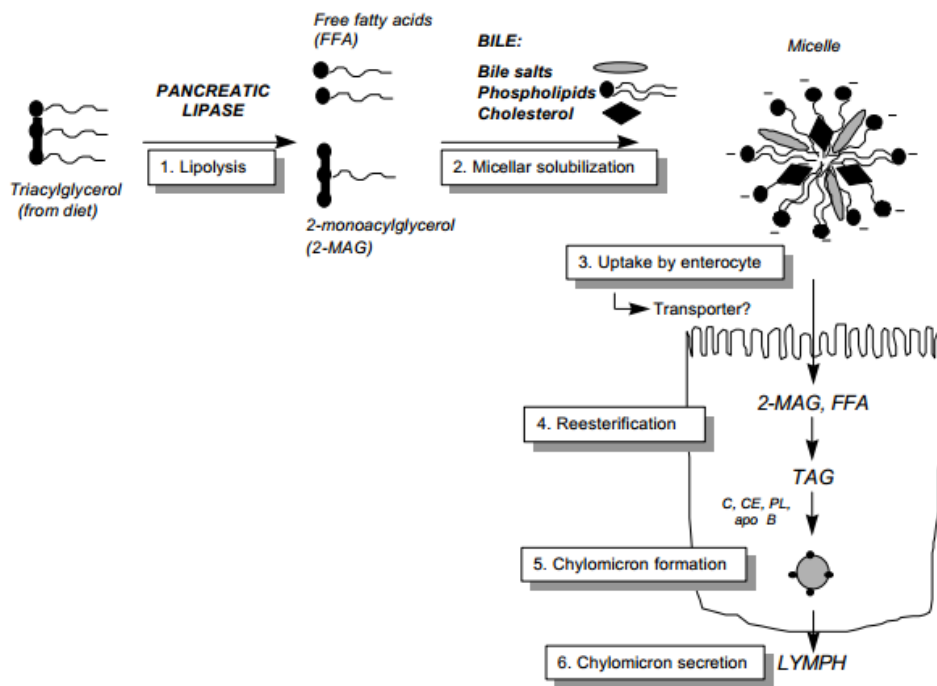 Free fatty acids
(FFA)
BILE:
Micelle
Bile salts
Phospholipids
Cholesterol
PANCREATIC
LIPASE
1. Lipolysis
2. Micellar solubilization
Triacylglycerol
(from diet)
2-monoacylglycerol
(2-MAG)
– – – – – – – – –
3. Uptake by enterocyte
Transporter?
2-MAG, FFA
4. Reesterification
TAG
C, CE, PL,
apo B
5. Chylomicron formation
6. Chylomicron secretion
LYMPH